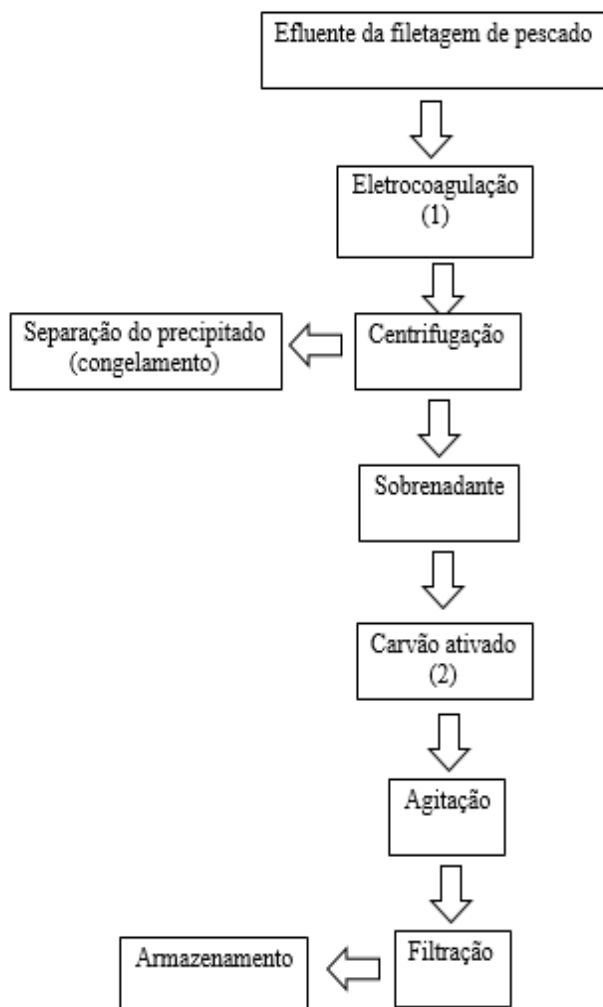 Efluente da filetagem de pescado
Eletrocoagulação
(1)
Separação do precipitado
(congelamento)
Centrifugação
Sobrenadante
Carvão ativado
(2)
Agitação
Filtração
Armazenamento